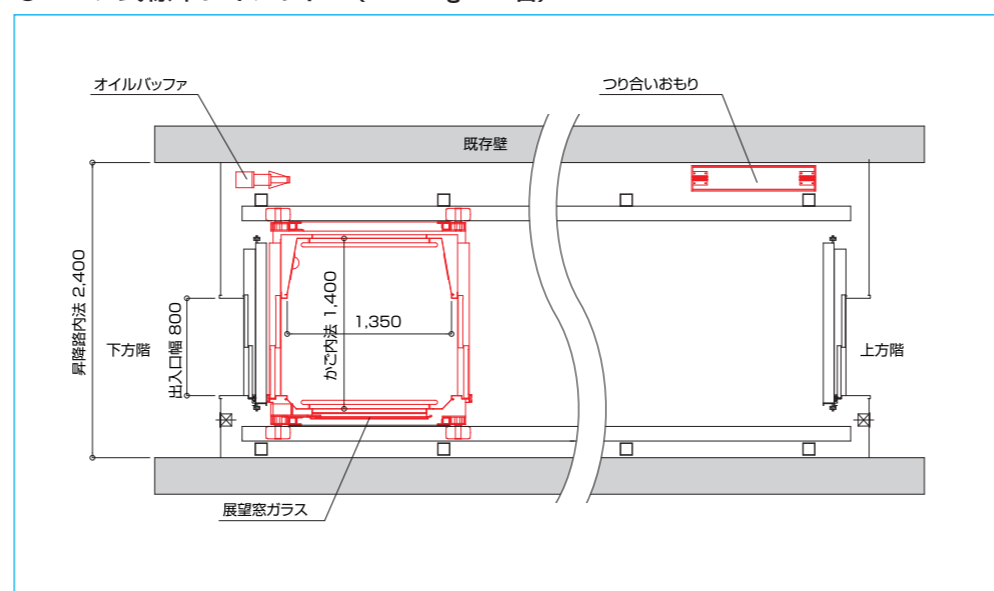 オイルバッファ
つり合いおもり
既存壁
昇降路内法 2,400
出入口幅 800
下方階
かご内法 1,400
1,350
上方階
展望窓ガラス